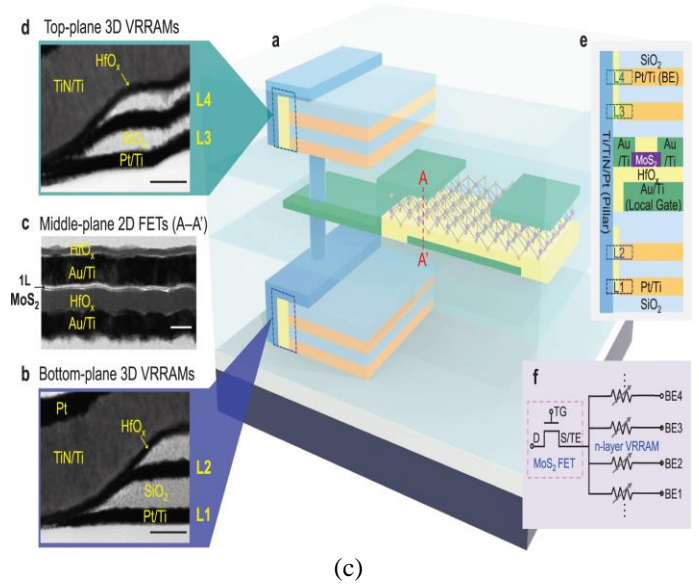 d Top-plane 3D VRRAMs
HfOₓ
TiN/Ti
L4
SiO₂
L3
Pt/Ti
c Middle-plane 2D FETs (A–A')
HfOₓ
Au/Ti
1L
MoS₂
HfOₓ
Au/Ti
b Bottom-plane 3D VRRAMs
Pt
HfOₓ
TiN/Ti
L2
SiO₂
Pt/Ti
L1
a
A
A'
e
SiO₂
L4 Pt/Ti (BE)
L3
Ti/TiN/Pt (Pillar)
Au
/Ti
Au
/Ti
MoS₂
HfOₓ
Au/Ti
(Local Gate)
L2
L1 Pt/Ti
SiO₂
f
TG
D
S/TE
MoS₂ FET
n-layer VRRAM
BE4
BE3
BE2
BE1
(c)